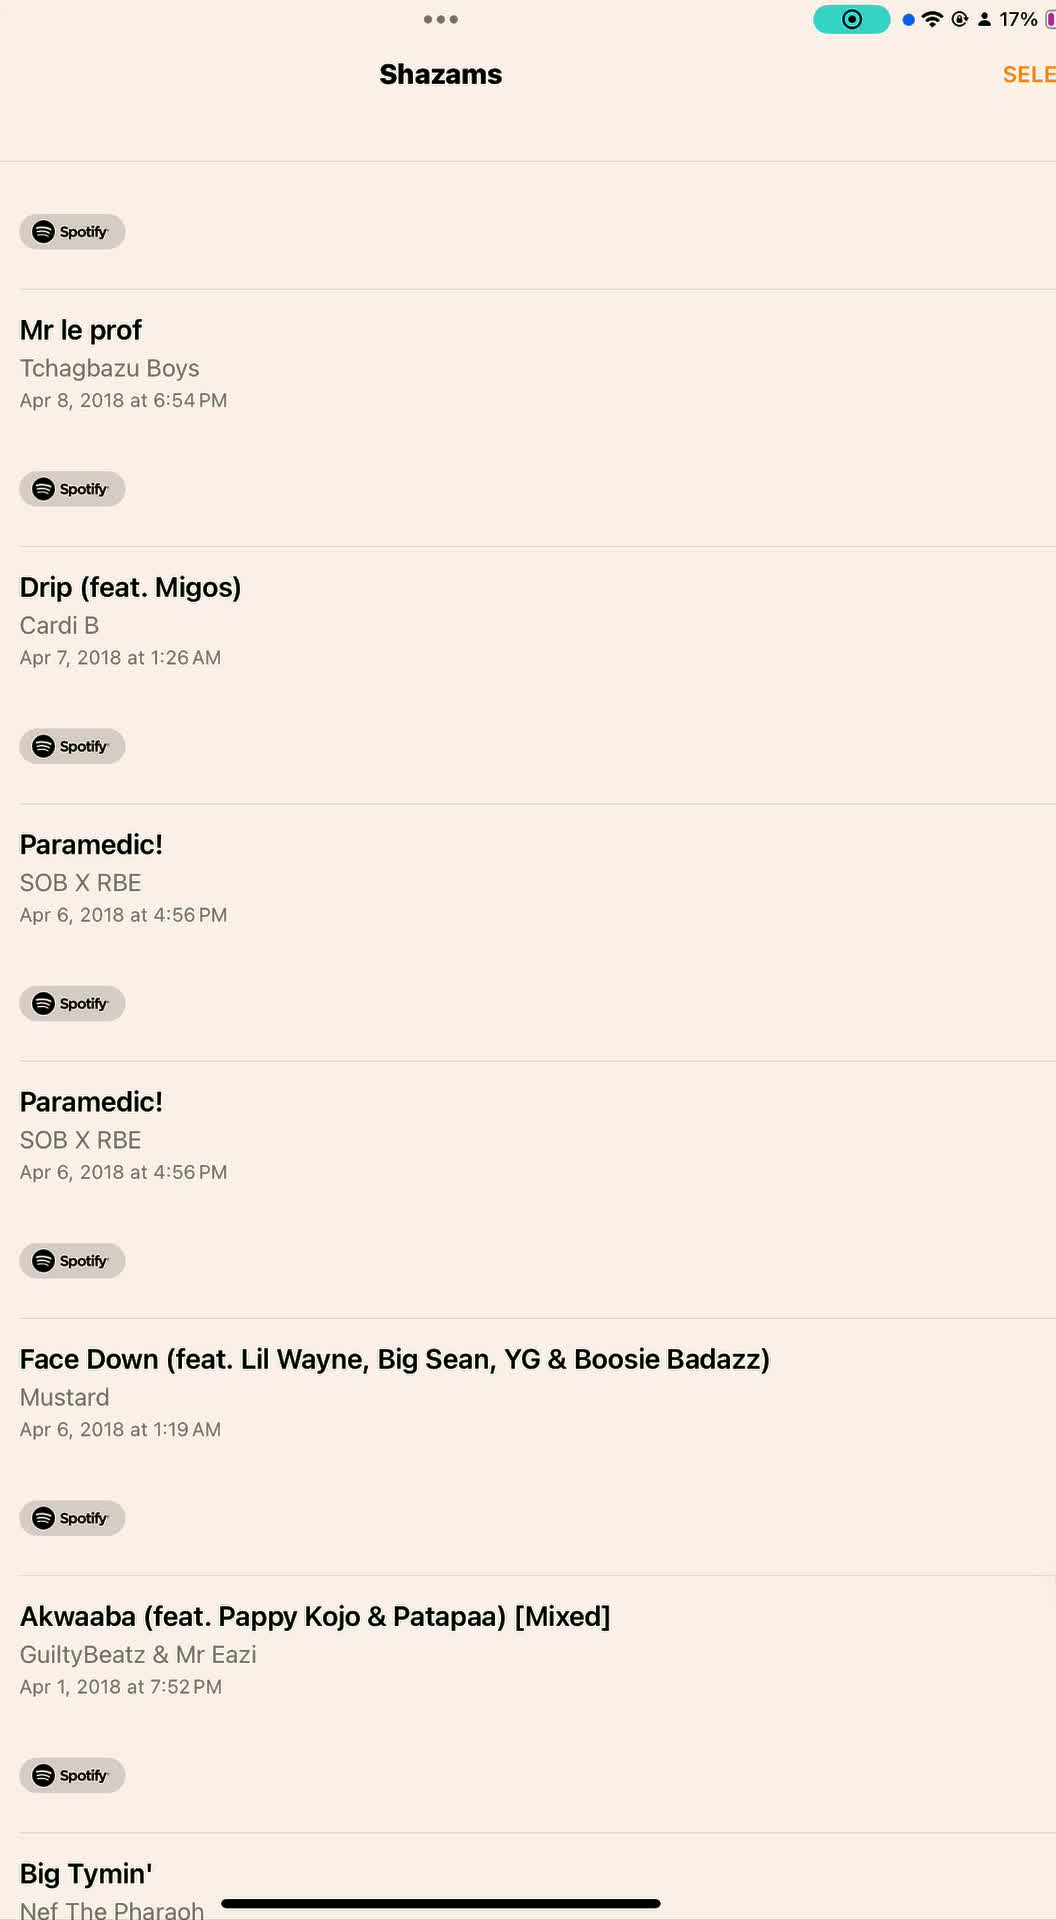 17%
Shazams
SELE
Spotify
Mr le prof
Tchagbazu Boys
Apr 8, 2018 at 6:54 PM
Spotify
Drip (feat. Migos)
Cardi B
Apr 7, 2018 at 1:26 AM
Spotify
Paramedic!
SOB X RBE
Apr 6, 2018 at 4:56 PM
Spotify
Paramedic!
SOB X RBE
Apr 6, 2018 at 4:56 PM
Spotify
Face Down (feat. Lil Wayne, Big Sean, YG & Boosie Badazz)
Mustard
Apr 6, 2018 at 1:19 AM
Spotify
Akwaaba (feat. Pappy Kojo & Patapaa) [Mixed]
GuiltyBeatz & Mr Eazi
Apr 1, 2018 at 7:52 PM
Spotify
Big Tymin'
Nef The Pharaoh